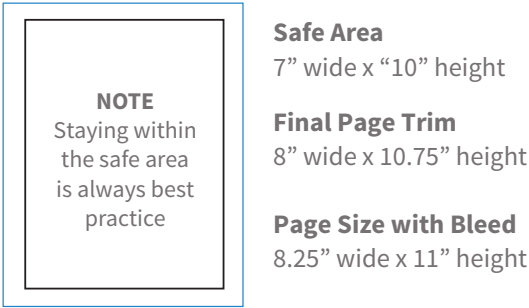 NOTE
Staying within
the safe area
is always best
practice
Safe Area
7” wide x “10” height
Final Page Trim
8” wide x 10.75” height
Page Size with Bleed
8.25” wide x 11” height